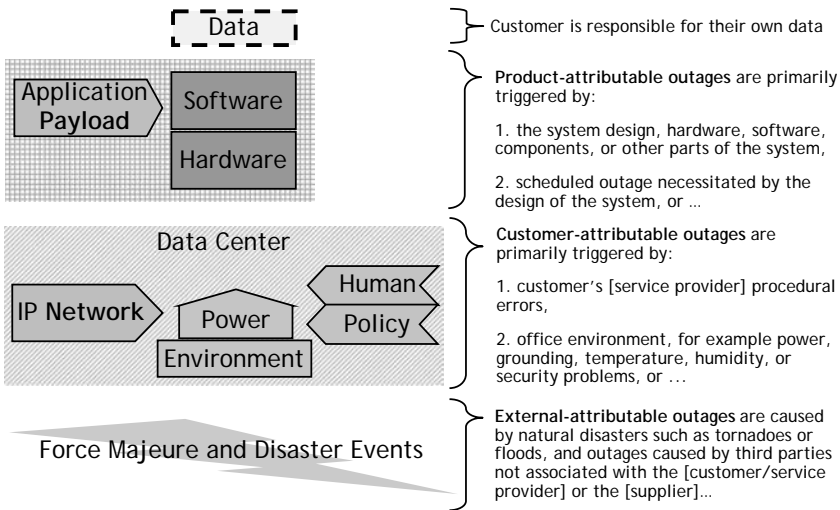 Data
Customer is responsible for their own data
Application
Payload
Software
Hardware
Product-attributable outages are primarily
triggered by:
1. the system design, hardware, software,
components, or other parts of the system,
2. scheduled outage necessitated by the
design of the system, or ...
Data Center
IP Network
Power
Environment
Human
Policy
Customer-attributable outages are
primarily triggered by:
1. customer’s [service provider] procedural
errors,
2. office environment, for example power,
grounding, temperature, humidity, or
security problems, or ...
Force Majeure and Disaster Events
External-attributable outages are caused
by natural disasters such as tornadoes or
floods, and outages caused by third parties
not associated with the [customer/service
provider] or the [supplier]...